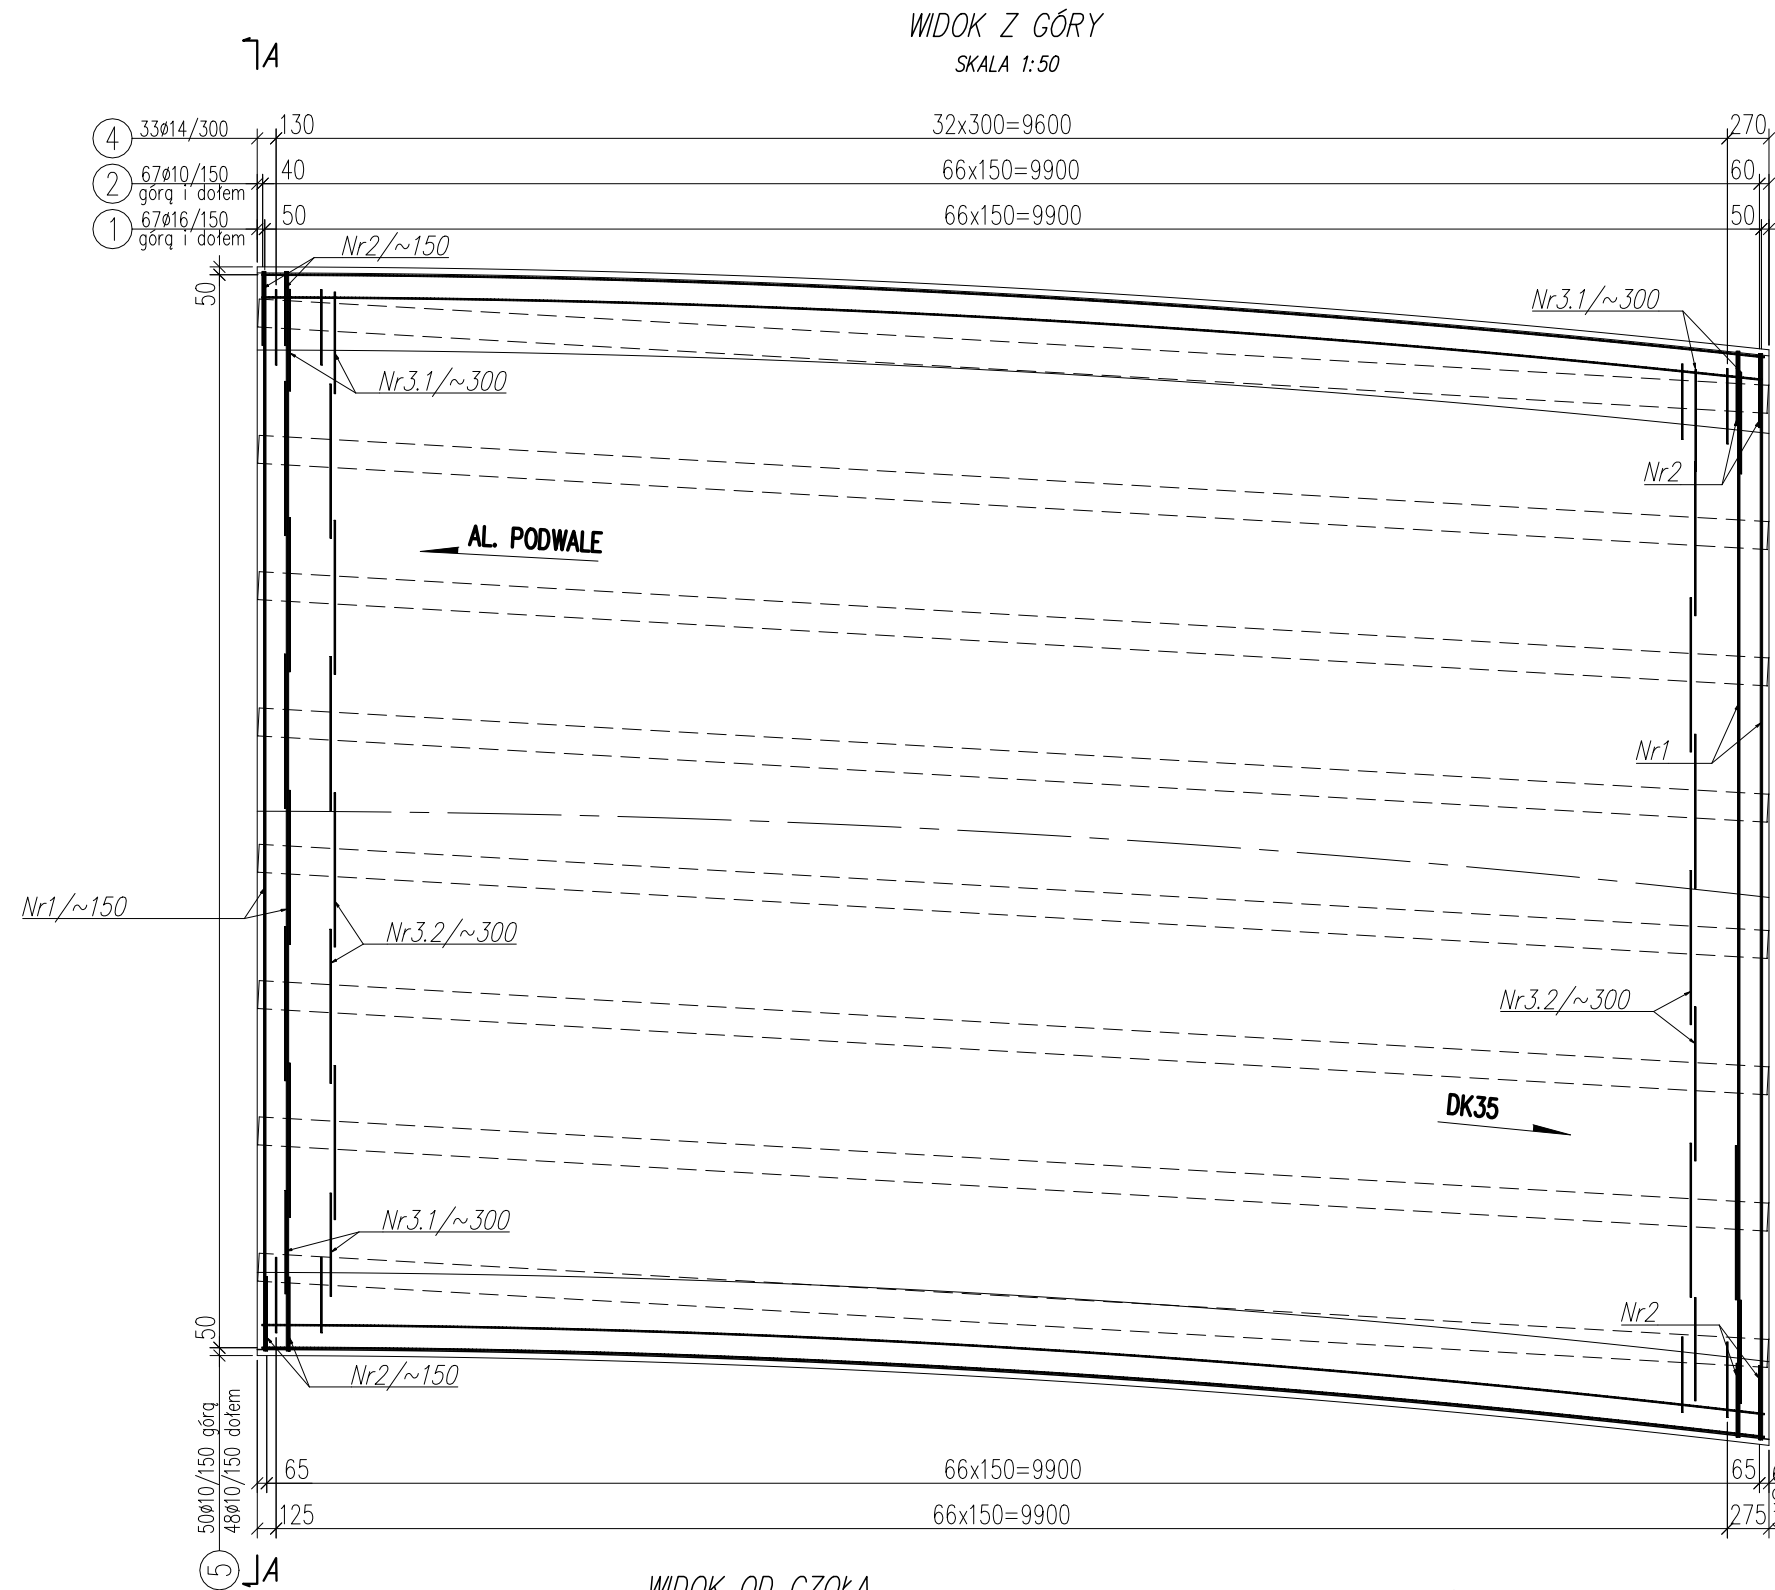 WIDOK Z GÓRY
SKALA 1:50
A
4 33ø14/300 130 32x300=9600 270
2 67ø10/150 górą i dołem 40 66x150=9900 60
1 67ø16/150 górą i dołem 50 66x150=9900 50
Nr2/~150
50
Nr3.1/~300
Nr3.1/~300
Nr2
AL. PODWALE
Nr1
Nr1/~150
Nr3.2/~300
Nr3.2/~300
DK35
Nr3.1/~300
Nr2
50
Nr2/~150
50ø10/150 górą
48ø10/150 dołem
65 66x150=9900 65
125 66x150=9900 275
5
A
WIDOK OD CZOŁA